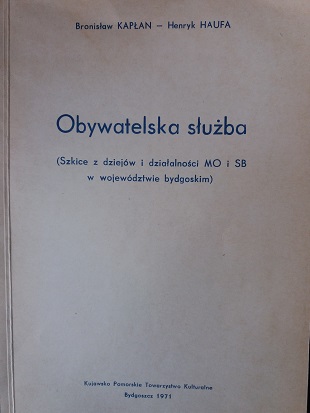 Bronisław KAPŁAN — Henryk HAUFA
Obywatelska służba
(Szkice z dziejów i działalności MO i SB
w województwie bydgoskim)
Kujawsko Pomorskie Towarzystwo Kulturalne
Bydgoszcz 1971